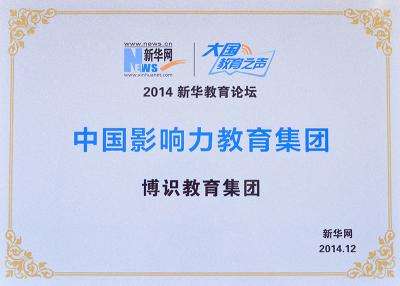 www.news.cn
新华网
NEWS
www.xinhuanet.com
大国
教育之声
2014 新华教育论坛
中国影响力教育集团
博识教育集团
新华网
2014.12